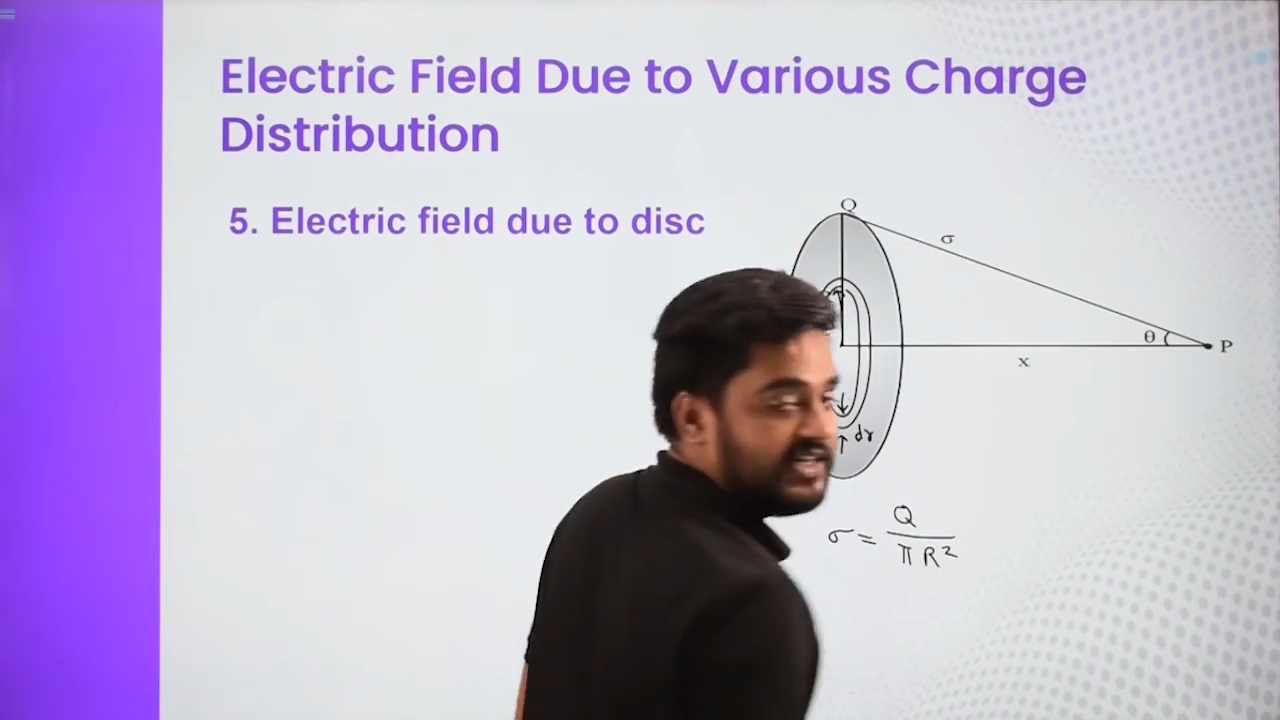 Electric Field Due to Various Charge
Distribution
5. Electric field due to disc
Q
σ
θ
P
x
dr
σ = Q / πR²